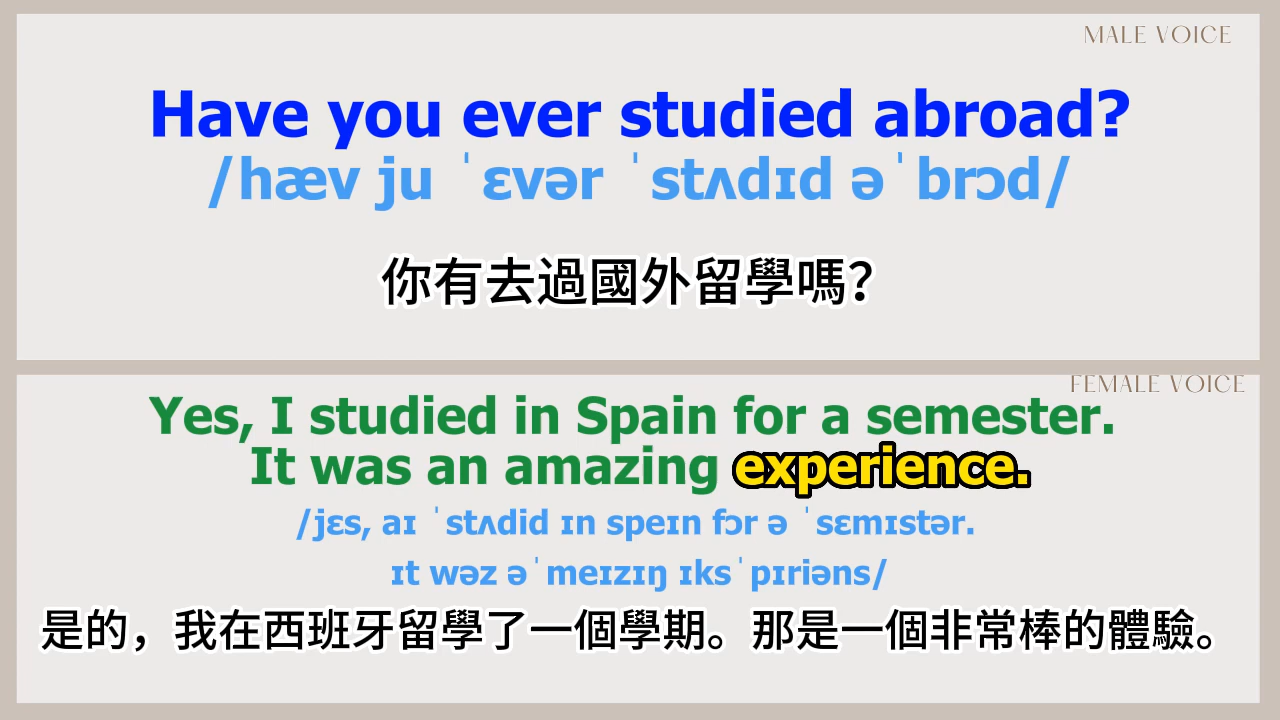 MALE VOICE
Have you ever studied abroad?
/hæv ju ˈɛvər ˈstʌdɪd əˈbrɔd/
你有去過國外留學嗎?
FEMALE VOICE
Yes, I studied in Spain for a semester.
It was an amazing experience.
/jɛs, aɪ ˈstʌdid ɪn speɪn fɔr ə ˈsɛmɪstər.
ɪt wəz əˈmeɪzɪŋ ɪksˈpɪriəns/
是的，我在西班牙留學了一個學期。那是一個非常棒的體驗。